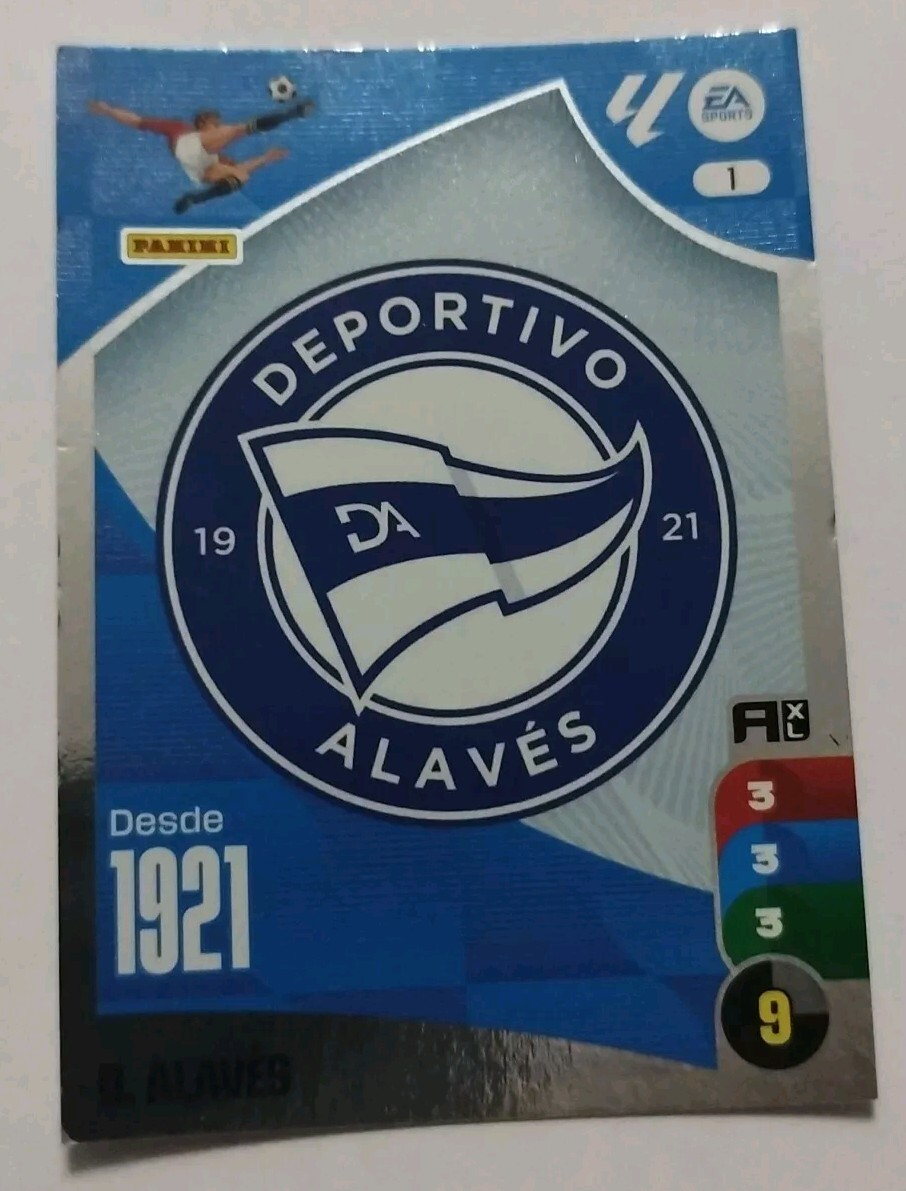 EA
SPORTS
1
PANINI
DEPORTIVO
19 21
DA
ALAVÉS
A XL
Desde
1921
3
3
3
9
D. ALAVÉS